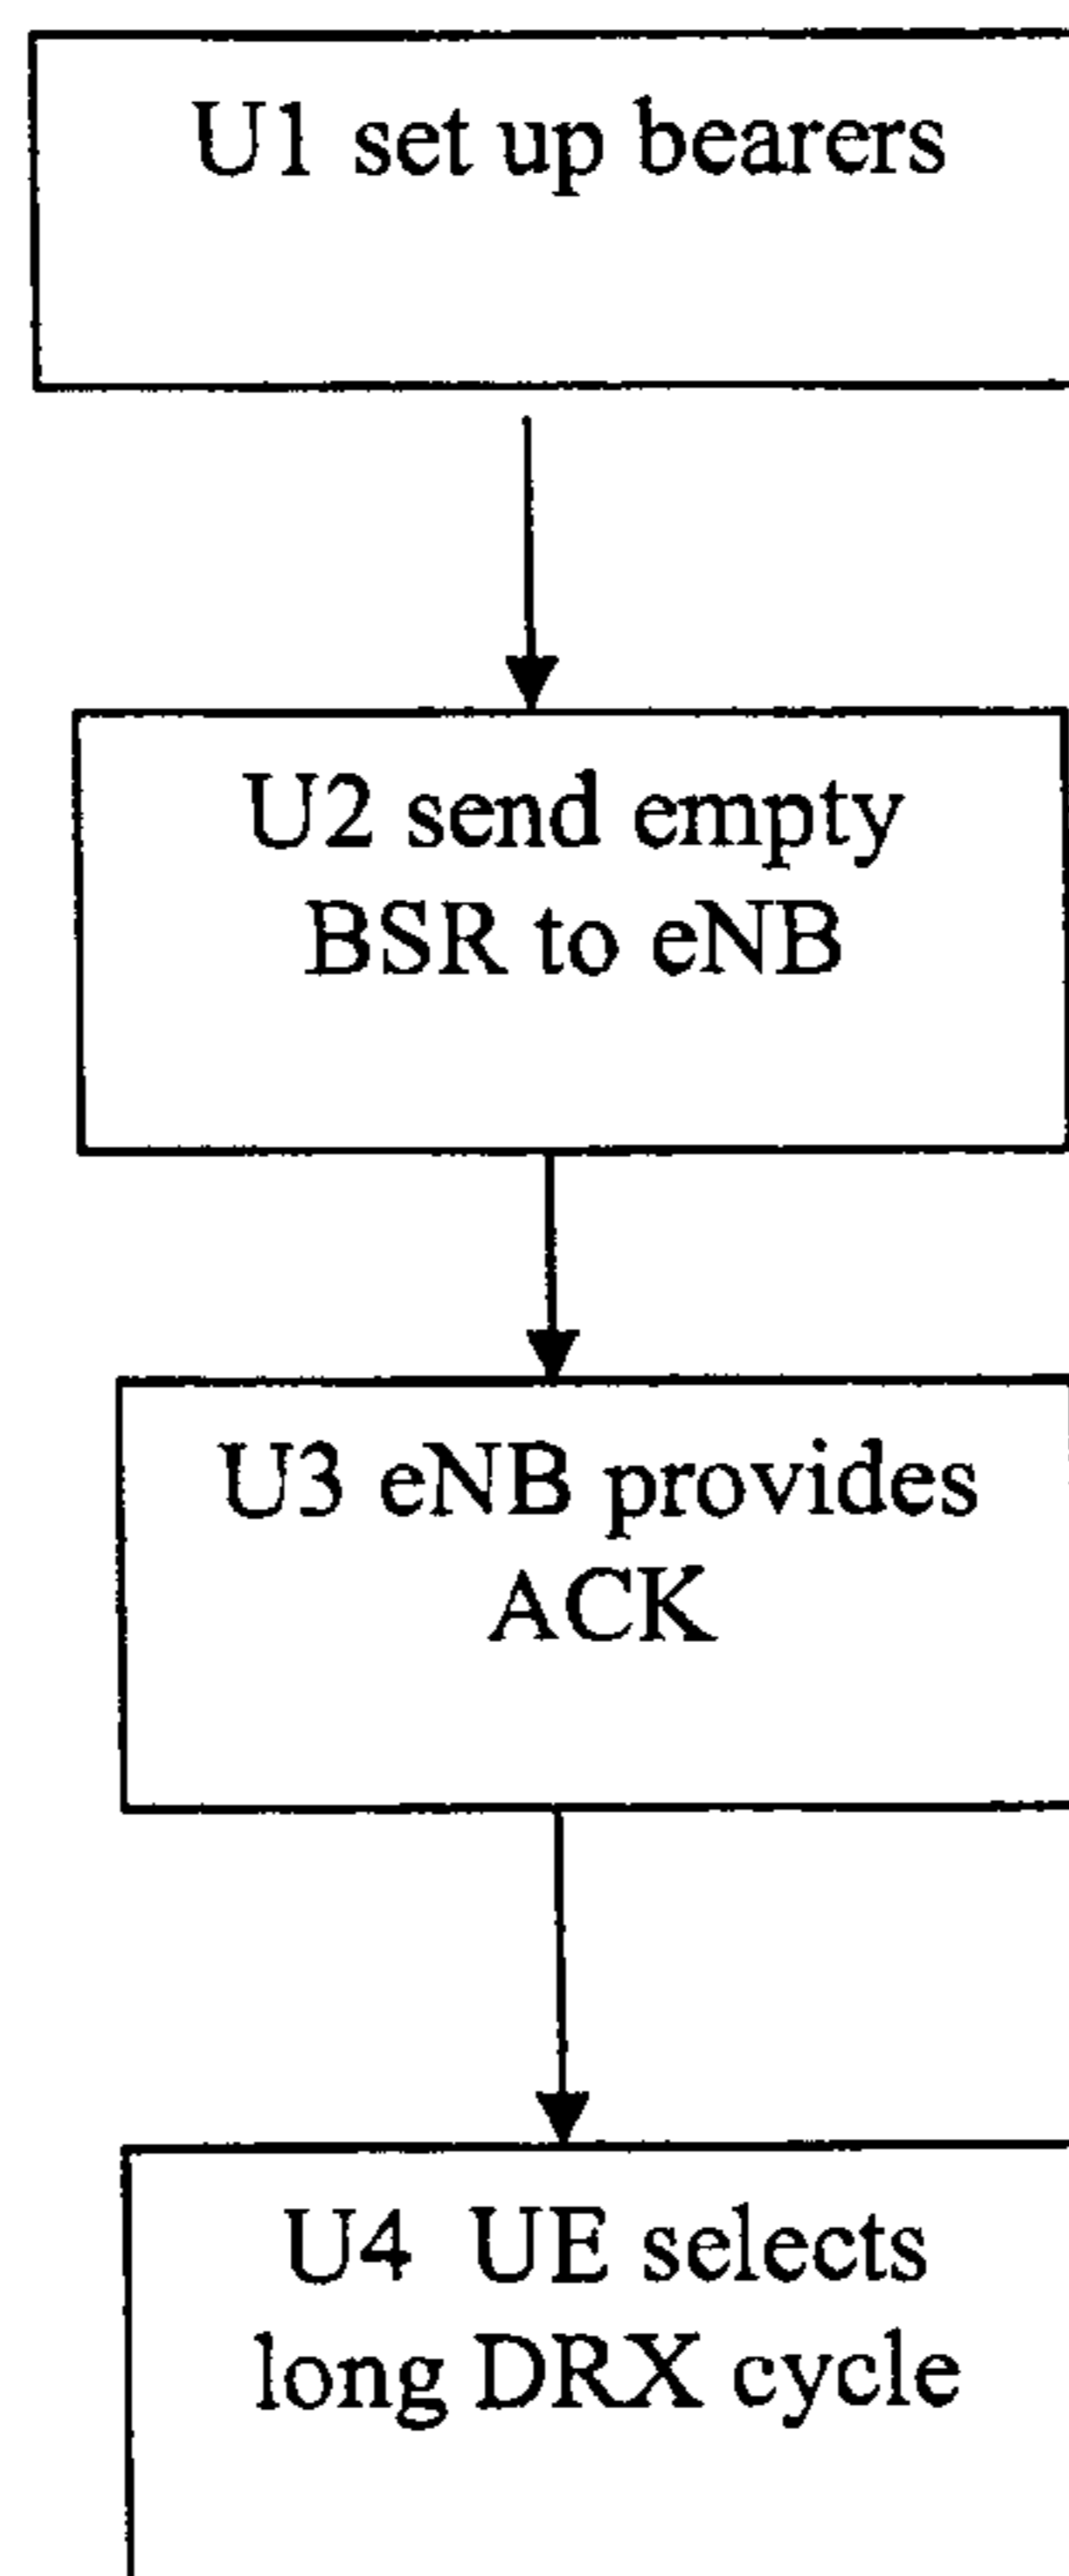 U1 set up bearers
U2 send empty
BSR to eNB
U3 eNB provides
ACK
U4 UE selects
long DRX cycle